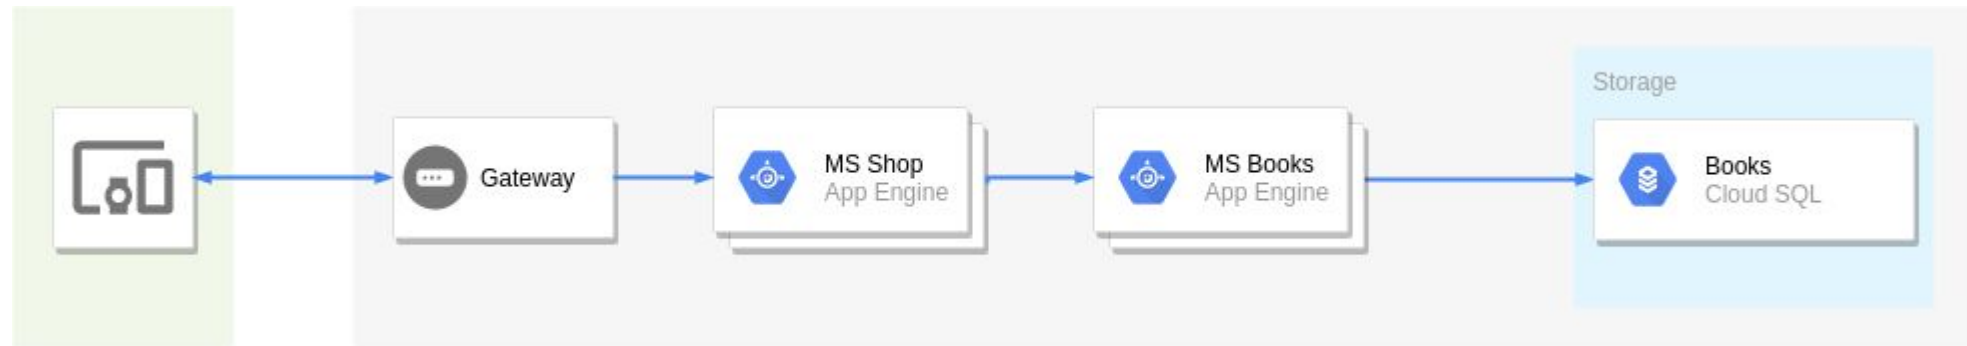 Storage
Gateway
MS Shop
App Engine
MS Books
App Engine
Books
Cloud SQL